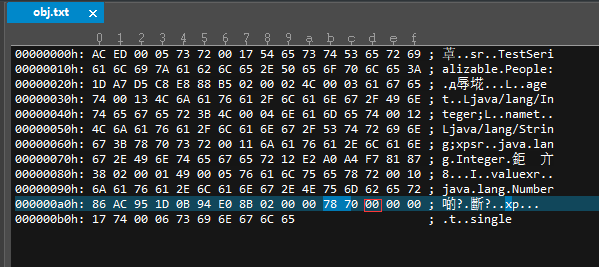 obj.txt
0 1 2 3 4 5 6 7 8 9 a b c d e f
00000000h: AC ED 00 05 73 72 00 17 54 65 73 74 53 65 72 69 ; ..sr..TestSeri
00000010h: 61 6C 69 7A 61 62 6C 65 2E 50 65 6F 70 6C 65 3A ; alizable.People:
00000020h: 1D A7 D5 C8 E8 88 B5 02 00 02 4C 00 03 61 67 65 ; .д辱垺..L..age
00000030h: 74 00 13 4C 6A 61 76 61 2F 6C 61 6E 67 2F 49 6E ; t..Ljava/lang/In
00000040h: 74 65 67 65 72 3B 4C 00 04 6E 61 6D 65 74 00 12 ; teger;L..namet..
00000050h: 4C 6A 61 76 61 2F 6C 61 6E 67 2F 53 74 72 69 6E ; Ljava/lang/Strin
00000060h: 67 3B 78 70 73 72 00 11 6A 61 76 61 2E 6C 61 6E ; g;xpsr..java.lan
00000070h: 67 2E 49 6E 74 65 67 65 72 12 E2 A0 A4 F7 81 87 ; g.Integer.
00000080h: 38 02 00 01 49 00 05 76 61 6C 75 65 78 72 00 10 ; 8...I..valuexr..
00000090h: 6A 61 76 61 2E 6C 61 6E 67 2E 4E 75 6D 62 65 72 ; java.lang.Number
000000a0h: 86 AC 95 1D 0B 94 E0 8B 02 00 00 78 70 00 00 00 ; 啲?.斷?..xp...
000000b0h: 17 74 00 06 73 69 6E 67 6C 65 ; .t..single